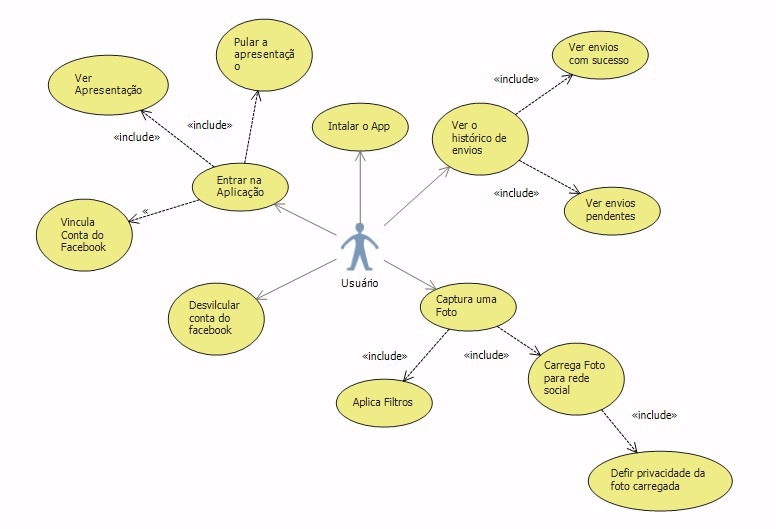 Pular a
apresentaçã
o
Ver envios
com sucesso
Ver
Apresentação
«include»
«include»
«include»
Intalar o App
Ver o
histórico de
envios
Entrar na
Aplicação
«include»
Ver envios
pendentes
«
Vincula
Conta do
Facebook
Usuário
Desvilcular
conta do
facebook
Captura uma
Foto
«include»
«include»
Carrega Foto
para rede
social
Aplica Filtros
«include»
Defir privacidade da
foto carregada